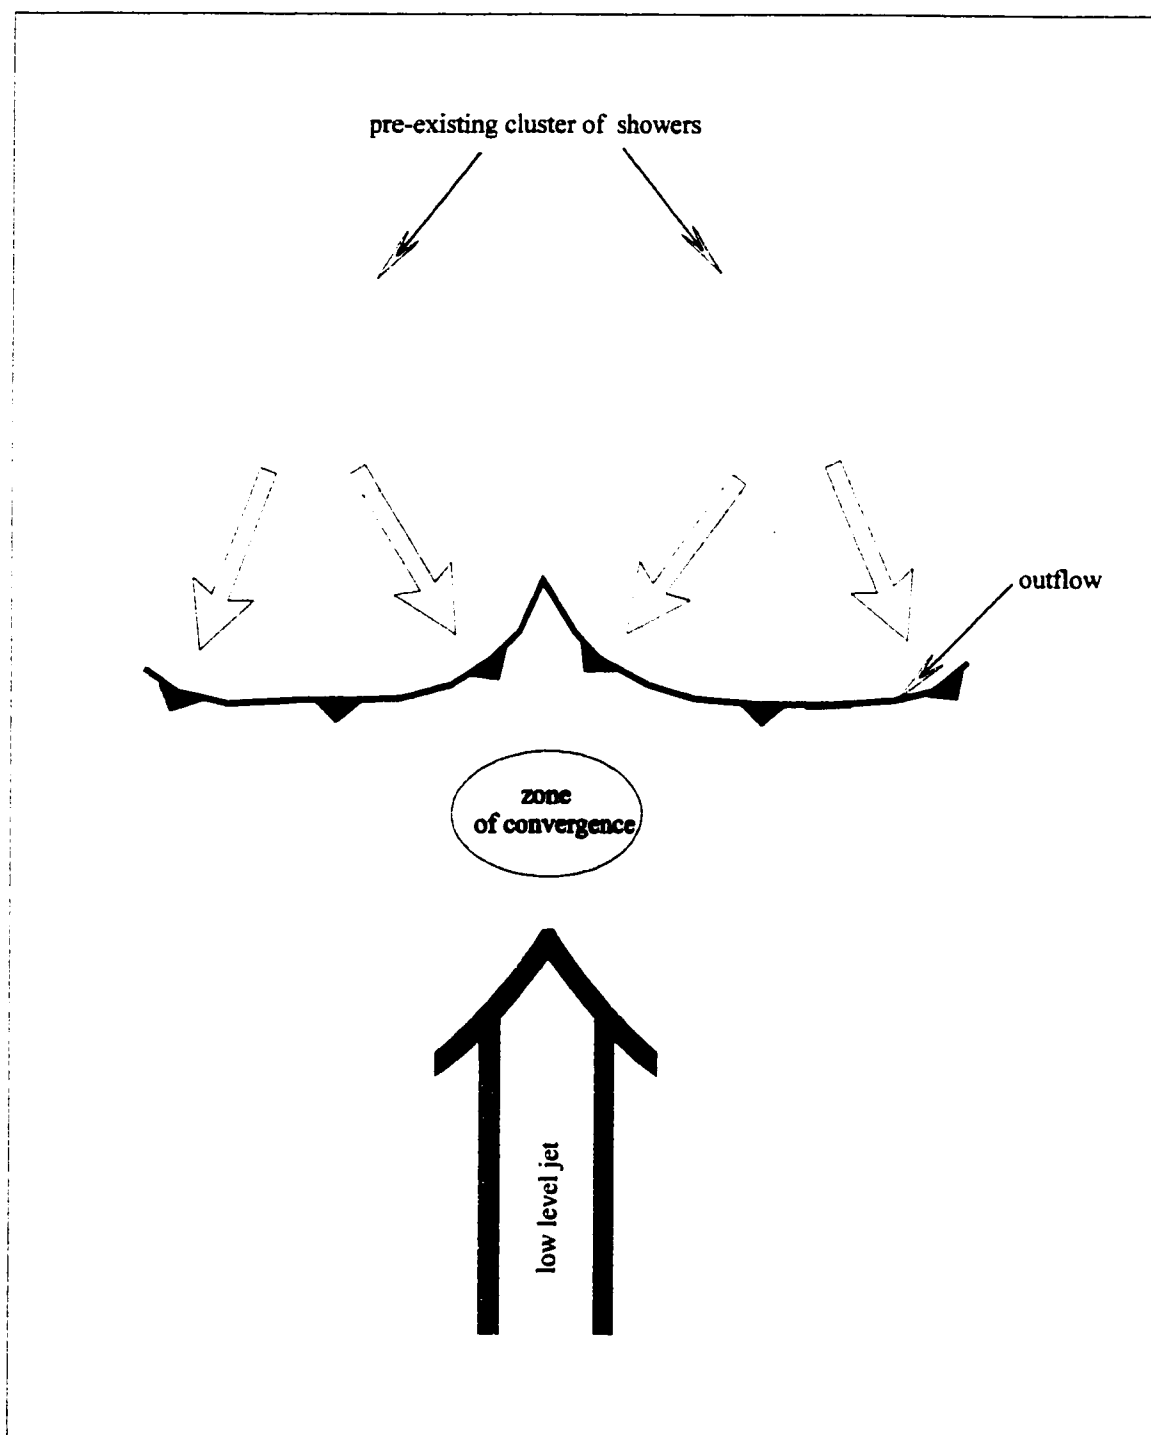 pre-existing cluster of showers
outflow
zone
of convergence
low level jet